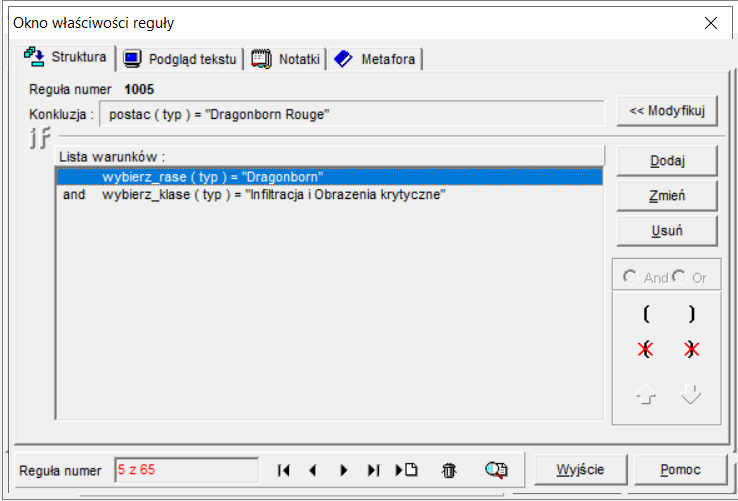 Okno właściwości reguły
Struktura Podgląd tekstu Notatki Metafora
Reguła numer 1005
Konkluzja : postac ( typ ) = "Dragonborn Rouge" << Modyfikuj
if
Lista warunków : Dodaj
wybierz_rase ( typ ) = "Dragonborn"
and wybierz_klase ( typ ) = "Infiltracja i Obrazenia krytyczne" Zmień
Usuń
And Or
( )
( )
Reguła numer 5 z 65 Wyjście Pomoc